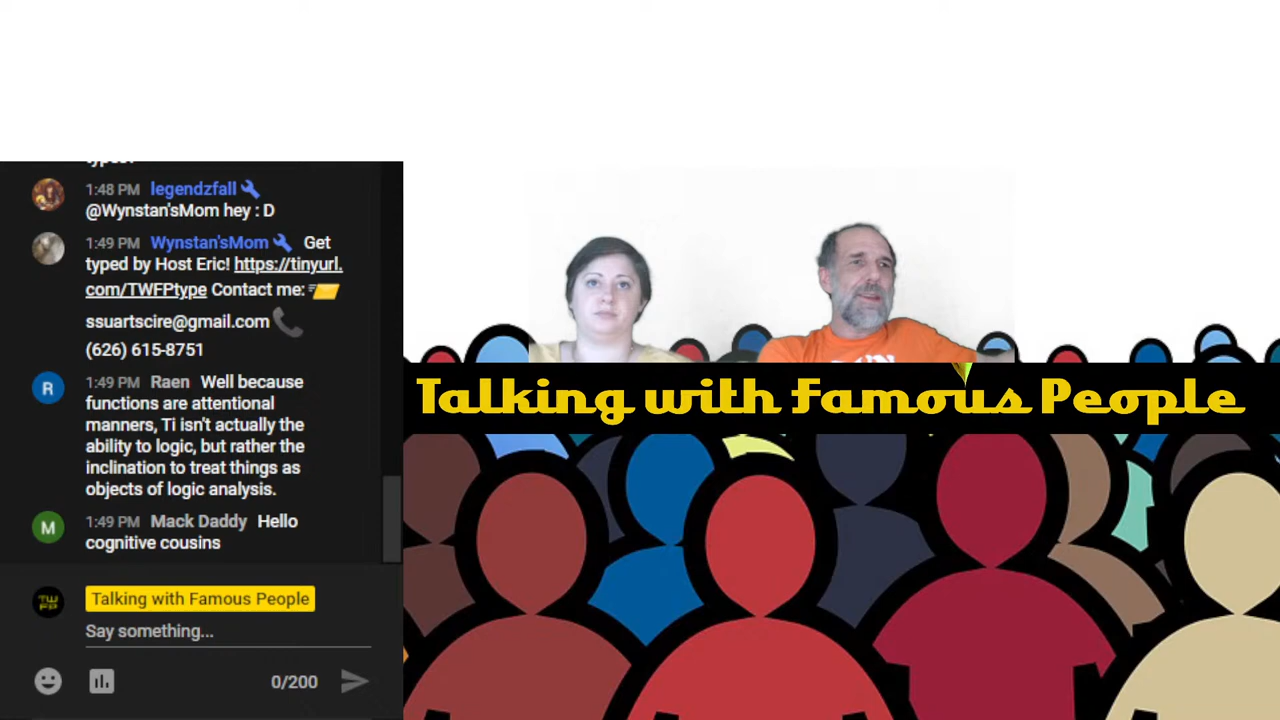 1:48 PM legendzfall
@Wynstan'sMom hey : D
1:49 PM Wynstan'sMom Get
typed by Host Eric! https://tinyurl.
com/TWFPtype Contact me:
ssuartscire@gmail.com
(626) 615-8751
1:49 PM Raen Well because
functions are attentional
manners, Ti isn't actually the
ability to logic, but rather the
inclination to treat things as
objects of logic analysis.
1:49 PM Mack Daddy Hello
cognitive cousins
R
M
TW
FP
Talking with Famous People
Say something...
0/200
Talking with Famous People